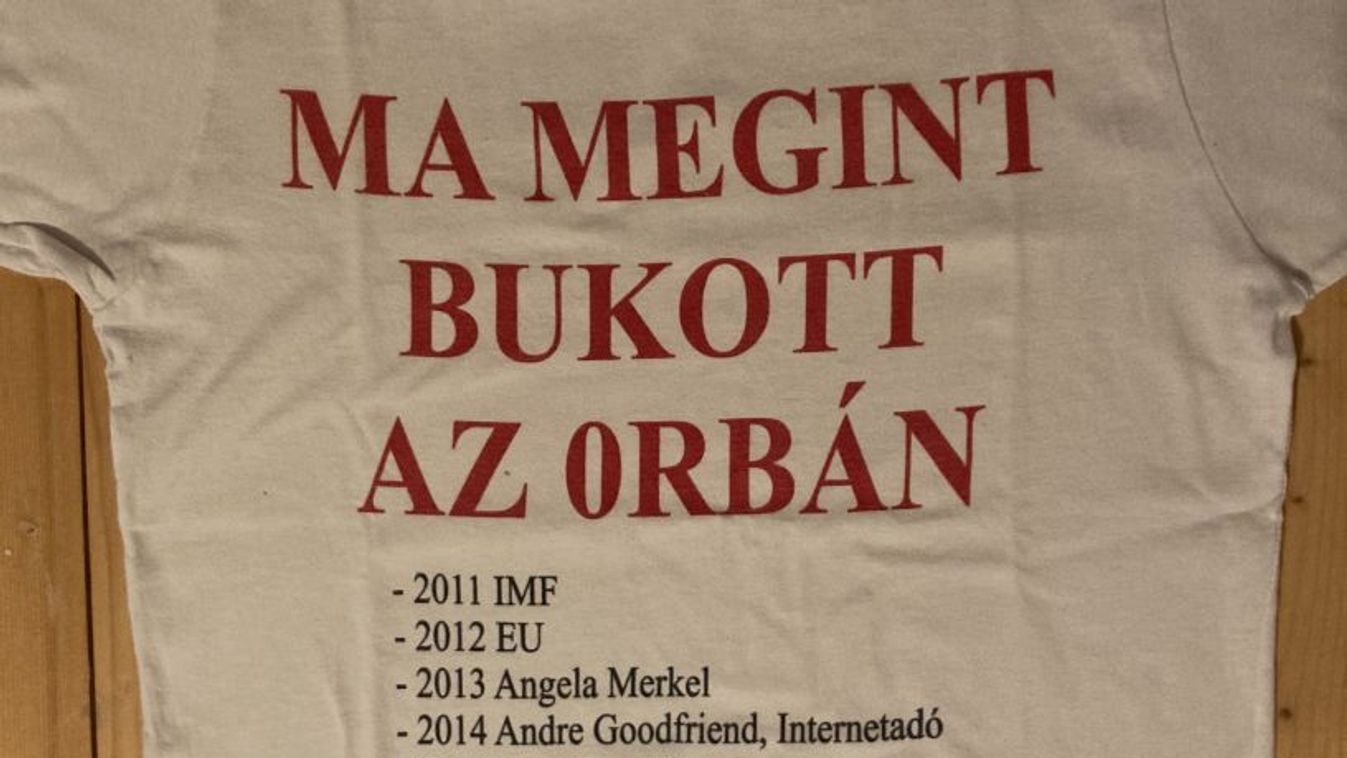 MA MEGINT
BUKOTT
AZ 0RBÁN
- 2011 IMF
- 2012 EU
- 2013 Angela Merkel
- 2014 Andre Goodfriend, Internetadó